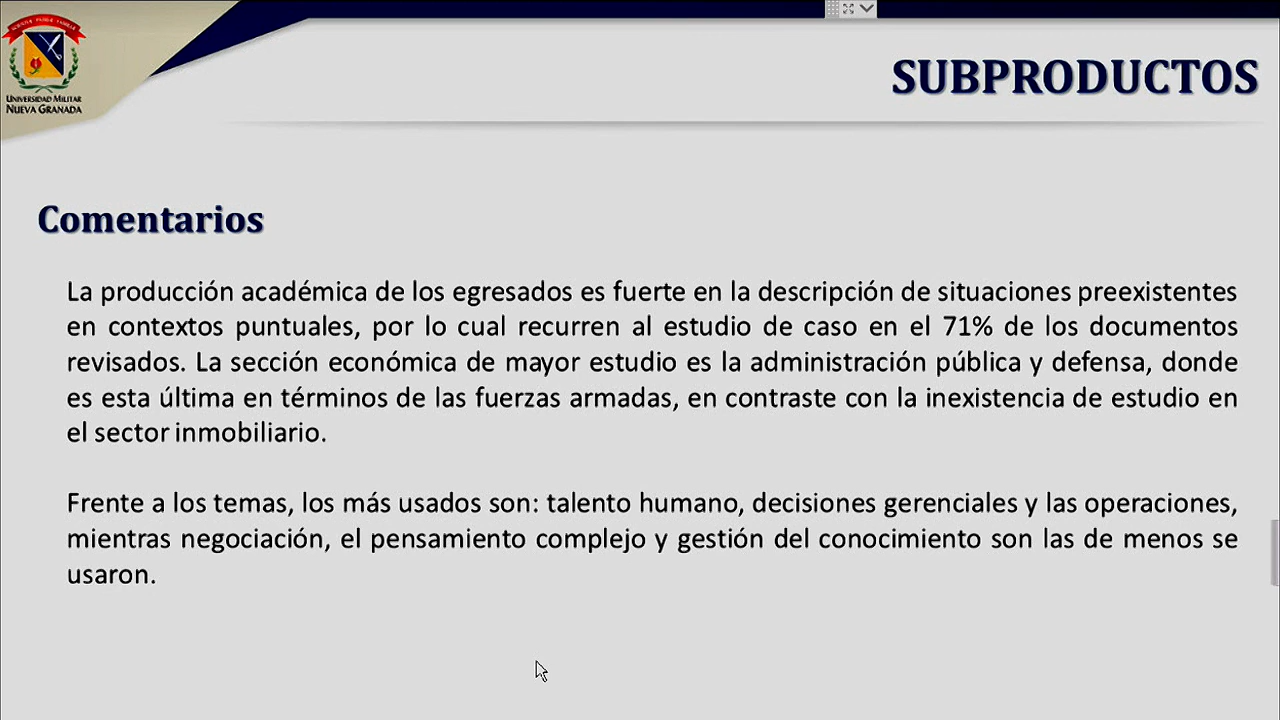 UNIVERSIDAD MILITAR
NUEVA GRANADA
SUBPRODUCTOS
Comentarios
La producción académica de los egresados es fuerte en la descripción de situaciones preexistentes
en contextos puntuales, por lo cual recurren al estudio de caso en el 71% de los documentos
revisados. La sección económica de mayor estudio es la administración pública y defensa, donde
es esta última en términos de las fuerzas armadas, en contraste con la inexistencia de estudio en
el sector inmobiliario.
Frente a los temas, los más usados son: talento humano, decisiones gerenciales y las operaciones,
mientras negociación, el pensamiento complejo y gestión del conocimiento son las de menos se
usaron.